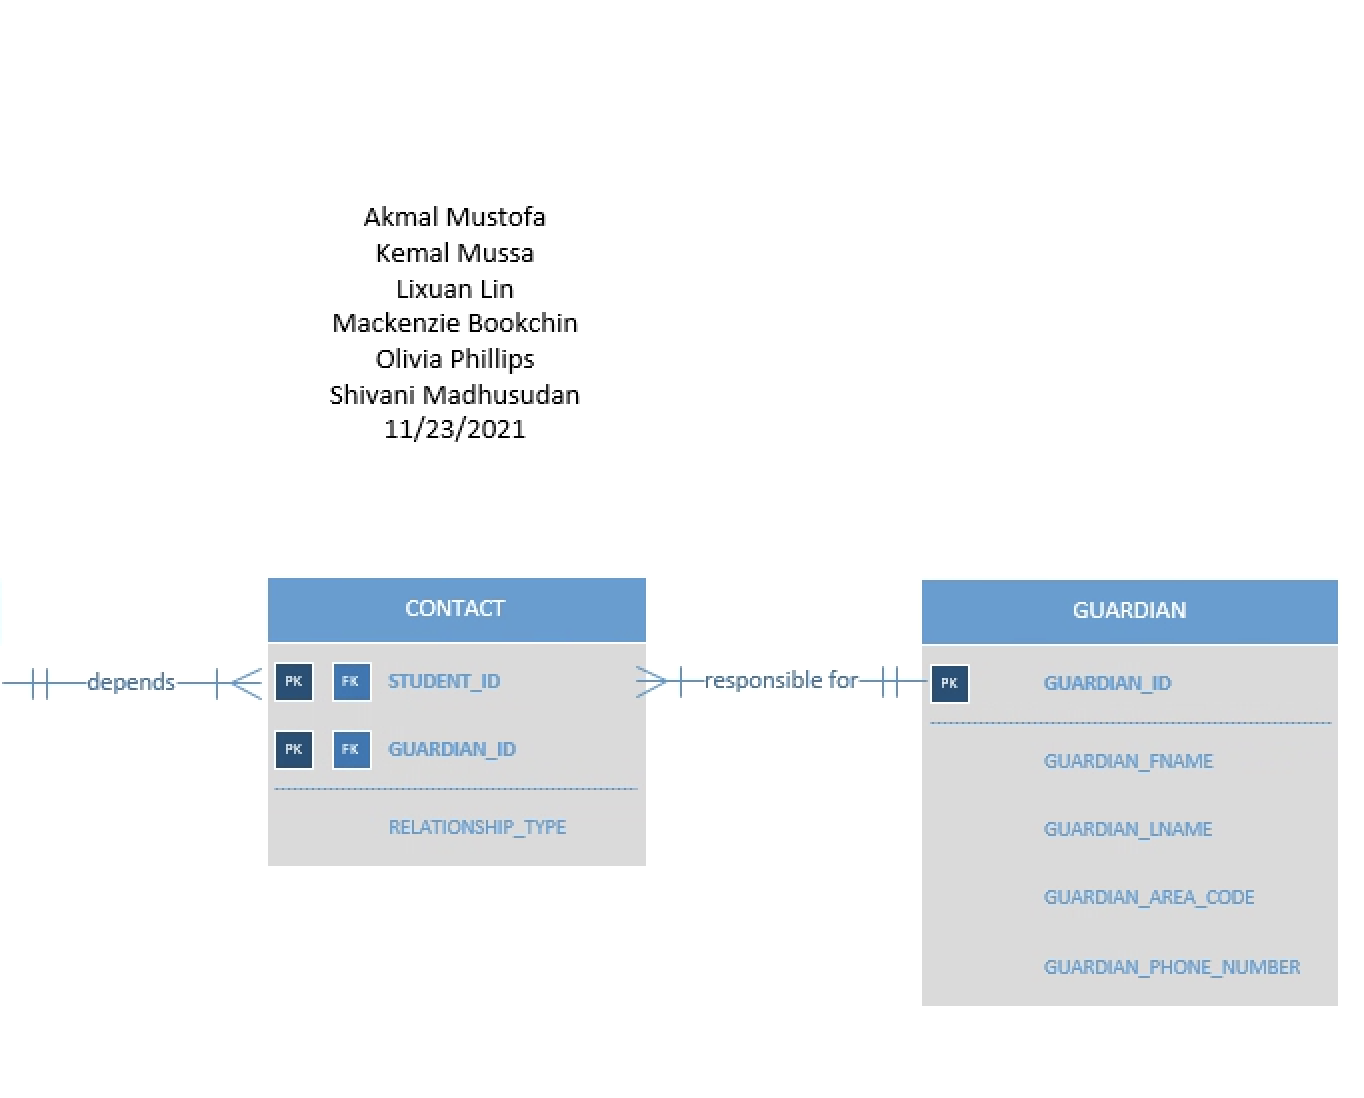 Akmal Mustofa
Kemal Mussa
Lixuan Lin
Mackenzie Bookchin
Olivia Phillips
Shivani Madhusudan
11/23/2021
depends
CONTACT
PK FK STUDENT_ID
PK FK GUARDIAN_ID
RELATIONSHIP_TYPE
responsible for
GUARDIAN
PK GUARDIAN_ID
GUARDIAN_FNAME
GUARDIAN_LNAME
GUARDIAN_AREA_CODE
GUARDIAN_PHONE_NUMBER